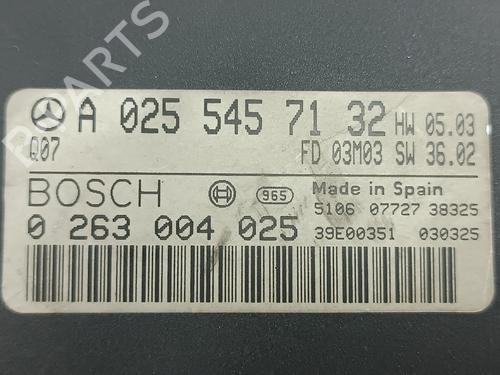 B PARTS
A 025 545 71 32 HW 05.03
Q07 FD 03M03 SW 36.02
BOSCH 965 Made in Spain
5106 07727 38325
0 263 004 025 39E00351 030325